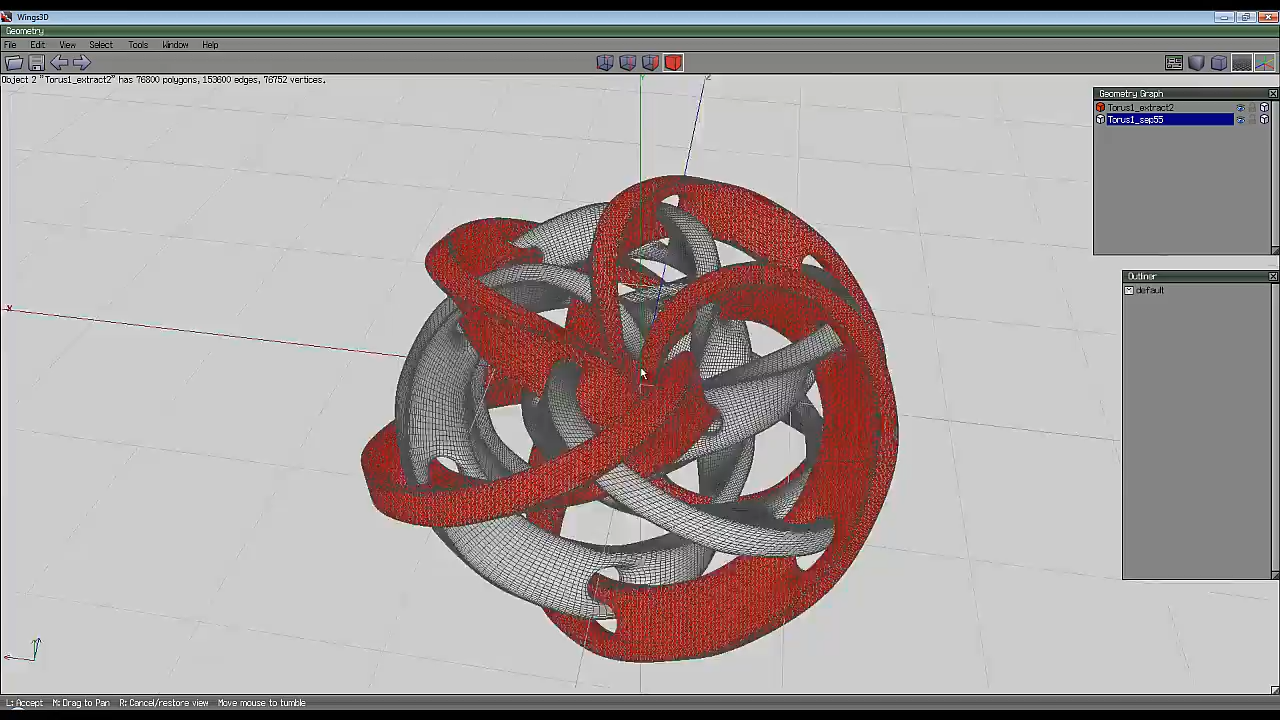 Wings3D
Geometry
File Edit View Select Tools Window Help
Object 2 "Torus1_extract2" has 76800 polygons, 153600 edges, 76752 vertices.
Geometry Graph
Torus1_extract2
Torus1_sep55
Outliner
default
Y
Z
X
L:Accept M:Drag to Pan R:Cancel/restore view Move mouse to tumble